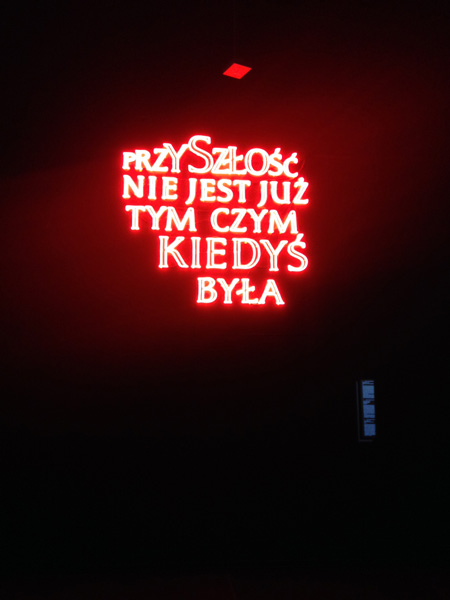 PRZYSZŁOŚĆ
NIE JEST JUŻ
TYM CZYM
KIEDYŚ
BYŁA